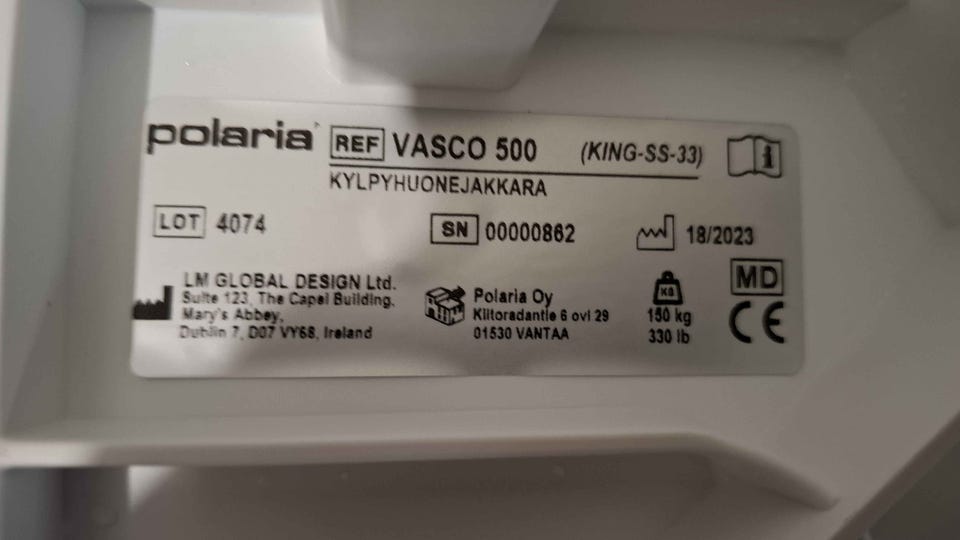 polaria
REF VASCO 500 (KING-SS-33)
KYLPYHUONEJAKKARA
LOT 4074
SN 00000862
18/2023
LM GLOBAL DESIGN Ltd.
Suite 123, The Capel Building.
Mary's Abbey,
Dublin 7, D07 VY68, Ireland
Polaria Oy
Kiitoradantie 6 ovi 29
01530 VANTAA
KG
150 kg
330 lb
MD
CE